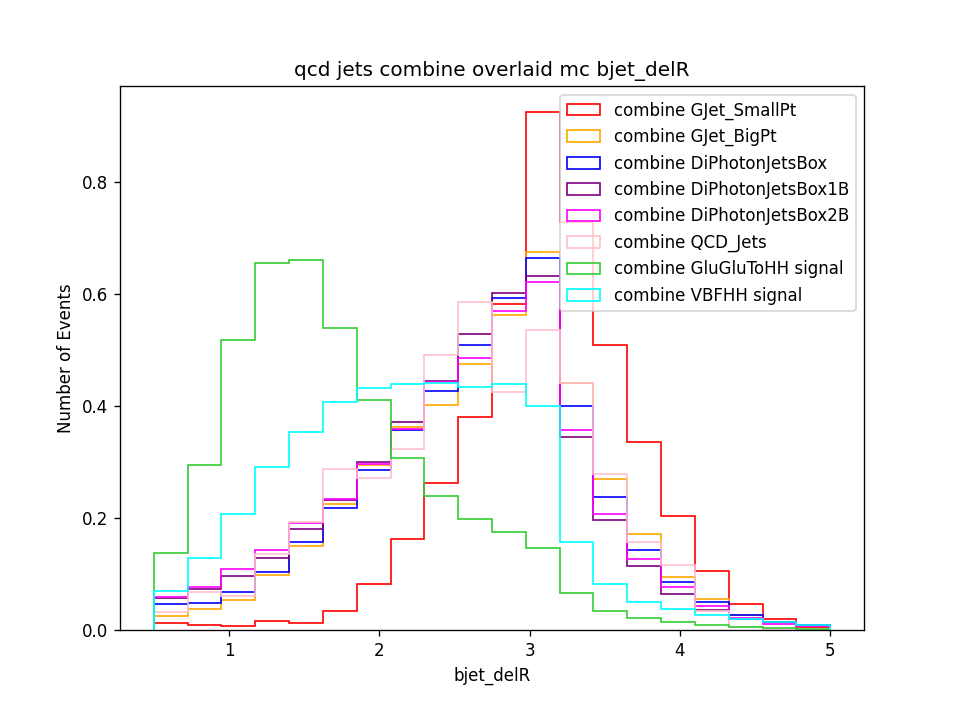 qcd jets combine overlaid mc bjet_delR
combine GJet_SmallPt
combine GJet_BigPt
combine DiPhotonJetsBox
combine DiPhotonJetsBox1B
combine DiPhotonJetsBox2B
combine QCD_Jets
combine GluGluToHH signal
combine VBFHH signal
Number of Events
0.8
0.6
0.4
0.2
0.0
1 2 3 4 5
bjet_delR